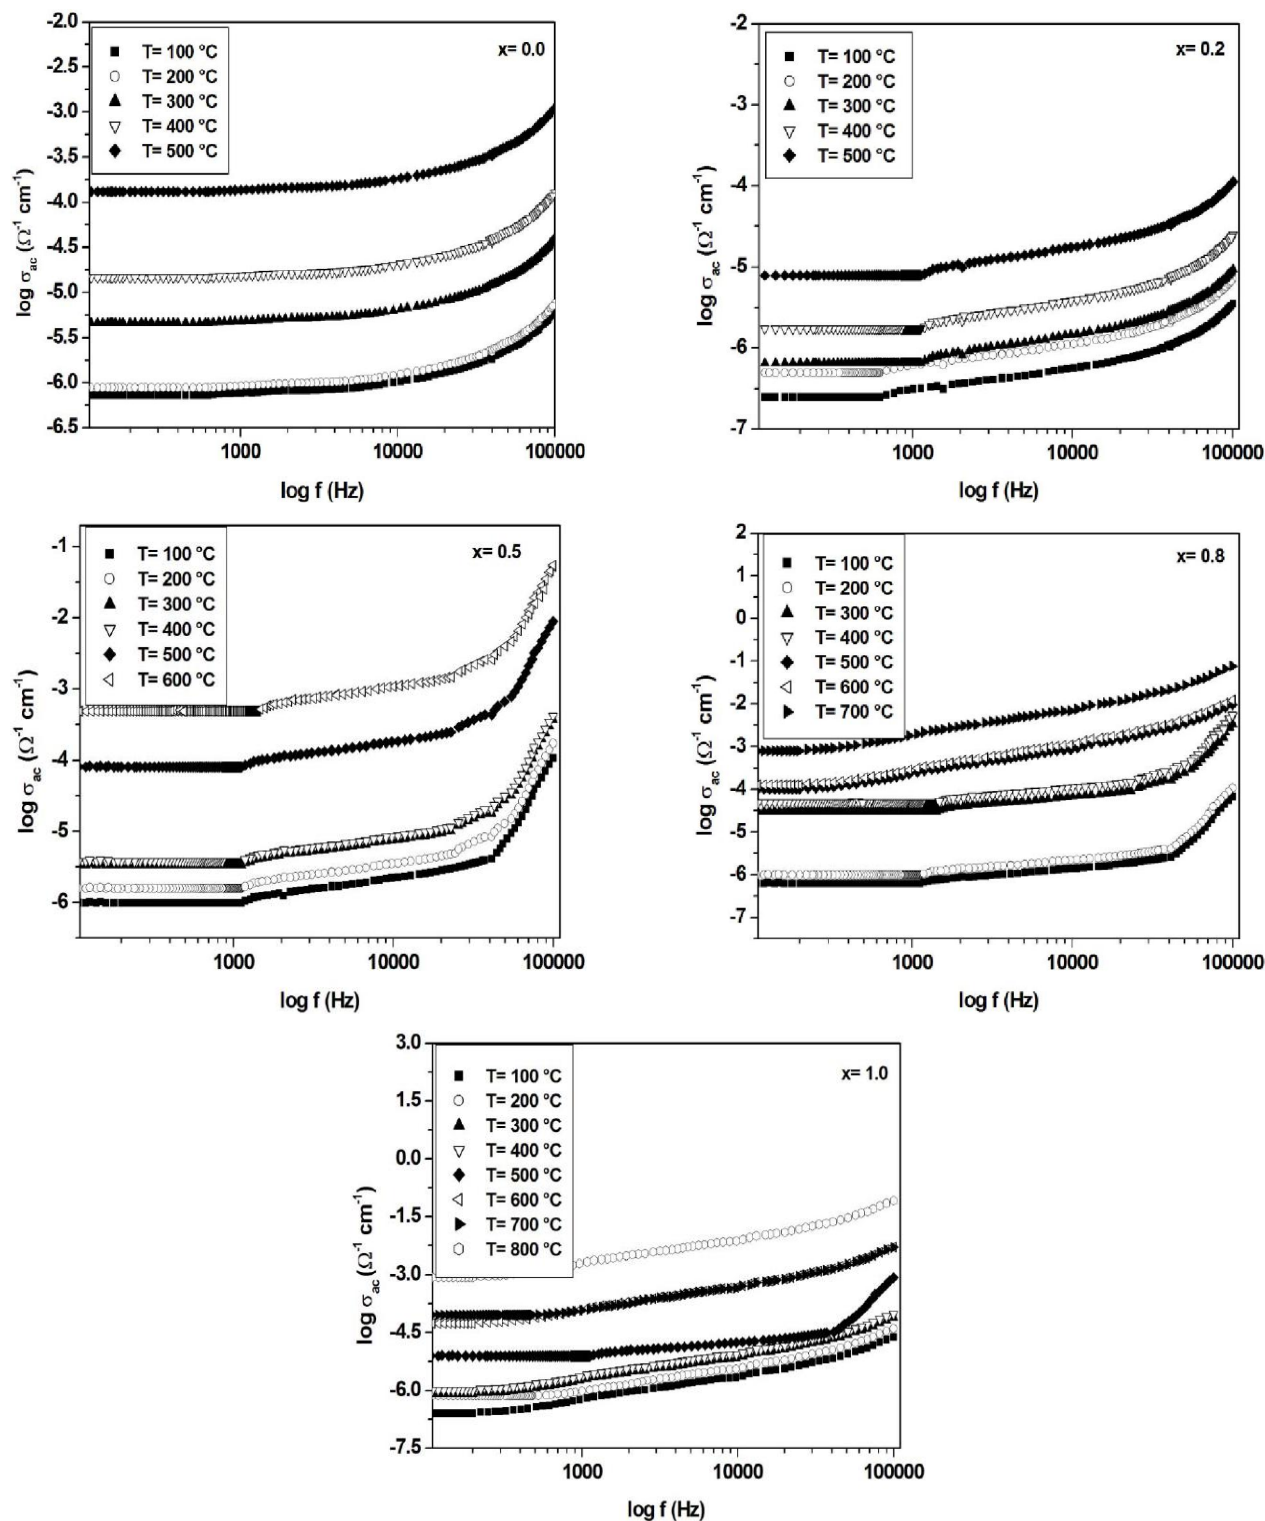 x= 0.0
T= 100 °C
T= 200 °C
T= 300 °C
T= 400 °C
T= 500 °C
-2.0
-2.5
-3.0
-3.5
-4.0
-4.5
-5.0
-5.5
-6.0
-6.5
log σac (Ω-1 cm-1)
1000
10000
100000
log f (Hz)
x= 0.2
T= 100 °C
T= 200 °C
T= 300 °C
T= 400 °C
T= 500 °C
-2
-3
-4
-5
-6
-7
log σac (Ω-1 cm-1)
1000
10000
100000
log f (Hz)
x= 0.5
T= 100 °C
T= 200 °C
T= 300 °C
T= 400 °C
T= 500 °C
T= 600 °C
-1
-2
-3
-4
-5
-6
log σac (Ω-1 cm-1)
1000
10000
100000
log f (Hz)
x= 0.8
T= 100 °C
T= 200 °C
T= 300 °C
T= 400 °C
T= 500 °C
T= 600 °C
T= 700 °C
2
1
0
-1
-2
-3
-4
-5
-6
-7
log σac (Ω-1 cm-1)
1000
10000
100000
log f (Hz)
x= 1.0
T= 100 °C
T= 200 °C
T= 300 °C
T= 400 °C
T= 500 °C
T= 600 °C
T= 700 °C
T= 800 °C
3.0
1.5
0.0
-1.5
-3.0
-4.5
-6.0
-7.5
log σac (Ω-1 cm-1)
1000
10000
100000
log f (Hz)